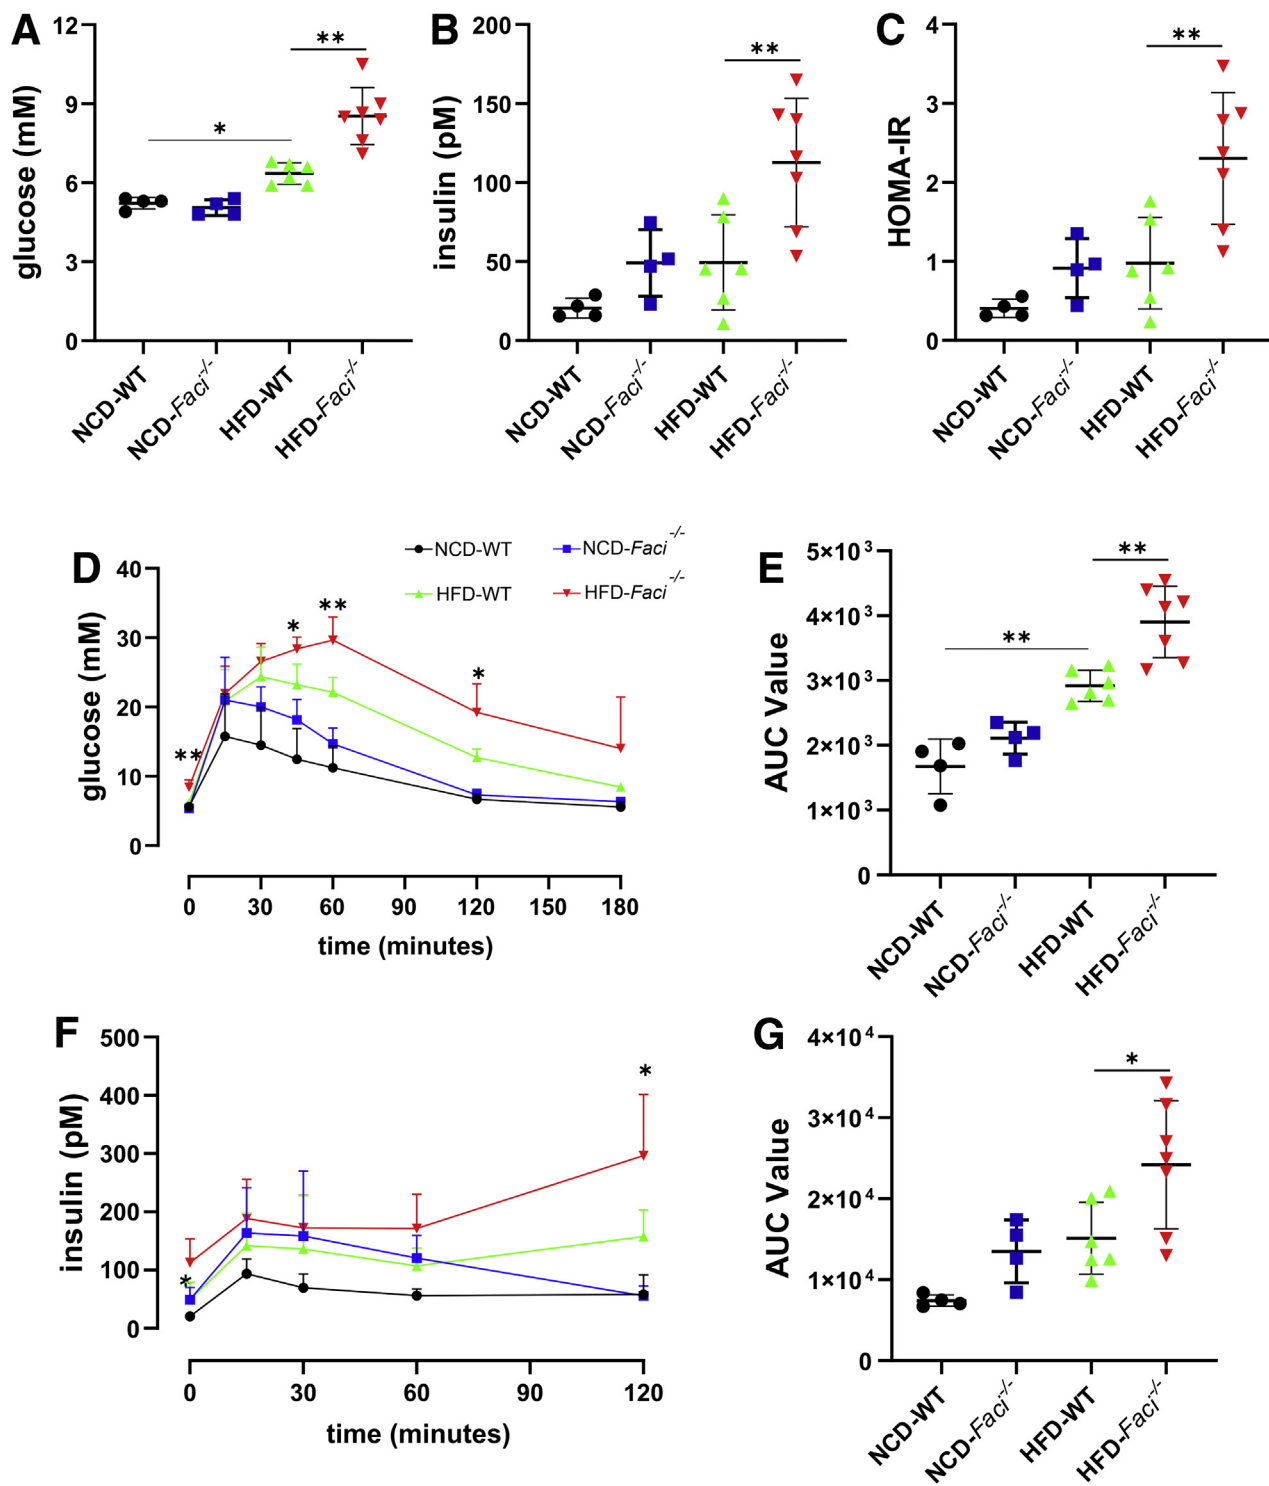 A
glucose (mM)
12
9
6
3
0
*
**
NCD-WT
NCD-Faci-/-
HFD-WT
HFD-Faci-/-
B
insulin (pM)
200
150
100
50
0
**
NCD-WT
NCD-Faci-/-
HFD-WT
HFD-Faci-/-
C
HOMA-IR
4
3
2
1
0
**
NCD-WT
NCD-Faci-/-
HFD-WT
HFD-Faci-/-
D
NCD-WT
NCD-Faci -/-
HFD-WT
HFD-Faci -/-
glucose (mM)
40
30
20
10
0
**
*
**
*
0 30 60 90 120 150 180
time (minutes)
E
AUC Value
5×10³
4×10³
3×10³
2×10³
1×10³
0
**
**
NCD-WT
NCD-Faci-/-
HFD-WT
HFD-Faci-/-
F
insulin (pM)
500
400
300
200
100
0
*
*
0 30 60 90 120
time (minutes)
G
AUC Value
4×10⁴
3×10⁴
2×10⁴
1×10⁴
0
*
NCD-WT
NCD-Faci-/-
HFD-WT
HFD-Faci-/-